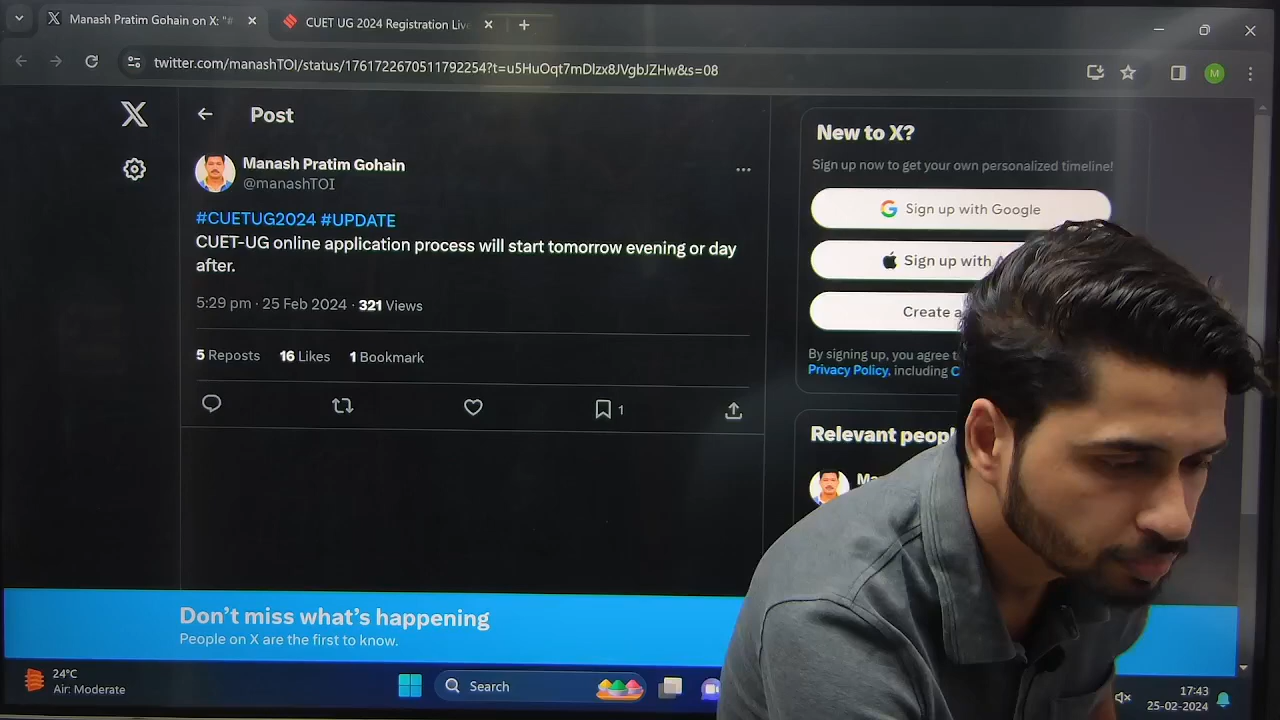 Manash Pratim Gohain on X: "#
CUET UG 2024 Registration Live
twitter.com/manashTOI/status/1761722670511792254?t=u5HuOqt7mDlzx8JVgbJZHw&s=08
M
Post
Manash Pratim Gohain
@manashTOI
#CUETUG2024 #UPDATE
CUET-UG online application process will start tomorrow evening or day
after.
5:29 pm · 25 Feb 2024 · 321 Views
5 Reposts 16 Likes 1 Bookmark
1
New to X?
Sign up now to get your own personalized timeline!
Sign up with Google
Sign up with
Create a
By signing up, you agree to
Privacy Policy, including
Relevant people
Don't miss what's happening
People on X are the first to know.
24°C
Air: Moderate
Search
17:43
25-02-2024